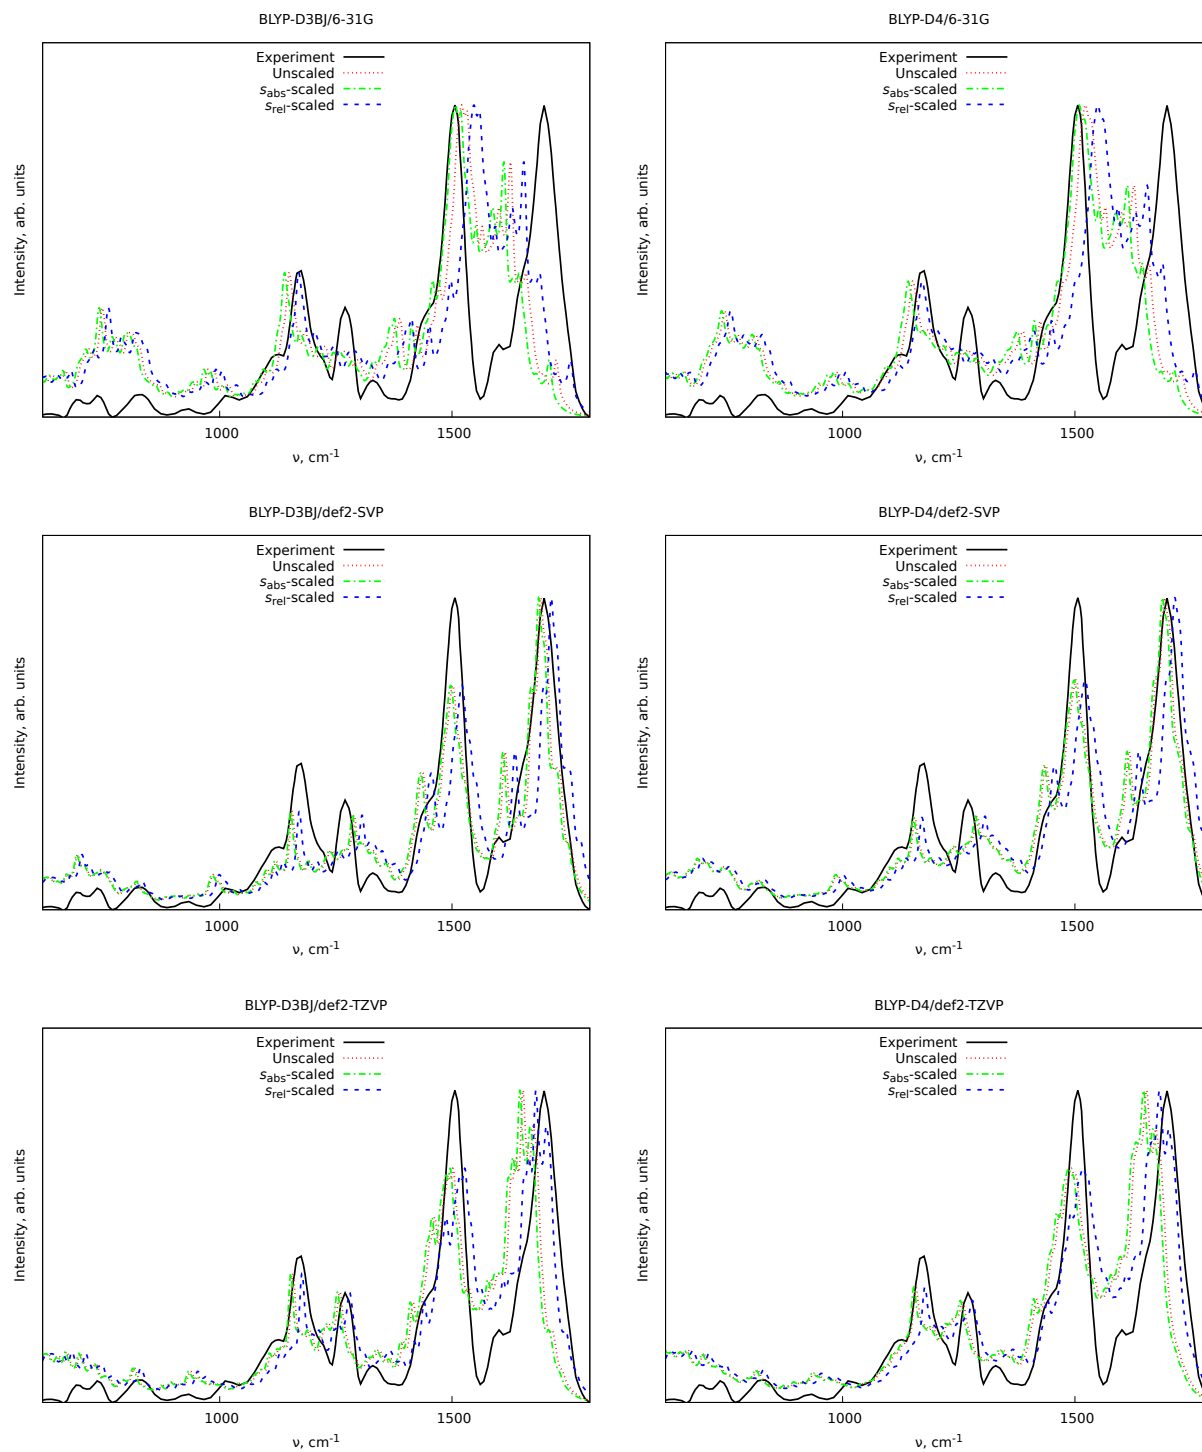 BLYP-D3BJ/6-31G
Experiment
Unscaled
sabs-scaled
srel-scaled
Intensity, arb. units
1000
1500
ν, cm-1
BLYP-D4/6-31G
Experiment
Unscaled
sabs-scaled
srel-scaled
Intensity, arb. units
1000
1500
ν, cm-1
BLYP-D3BJ/def2-SVP
Experiment
Unscaled
sabs-scaled
srel-scaled
Intensity, arb. units
1000
1500
ν, cm-1
BLYP-D4/def2-SVP
Experiment
Unscaled
sabs-scaled
srel-scaled
Intensity, arb. units
1000
1500
ν, cm-1
BLYP-D3BJ/def2-TZVP
Experiment
Unscaled
sabs-scaled
srel-scaled
Intensity, arb. units
1000
1500
ν, cm-1
BLYP-D4/def2-TZVP
Experiment
Unscaled
sabs-scaled
srel-scaled
Intensity, arb. units
1000
1500
ν, cm-1